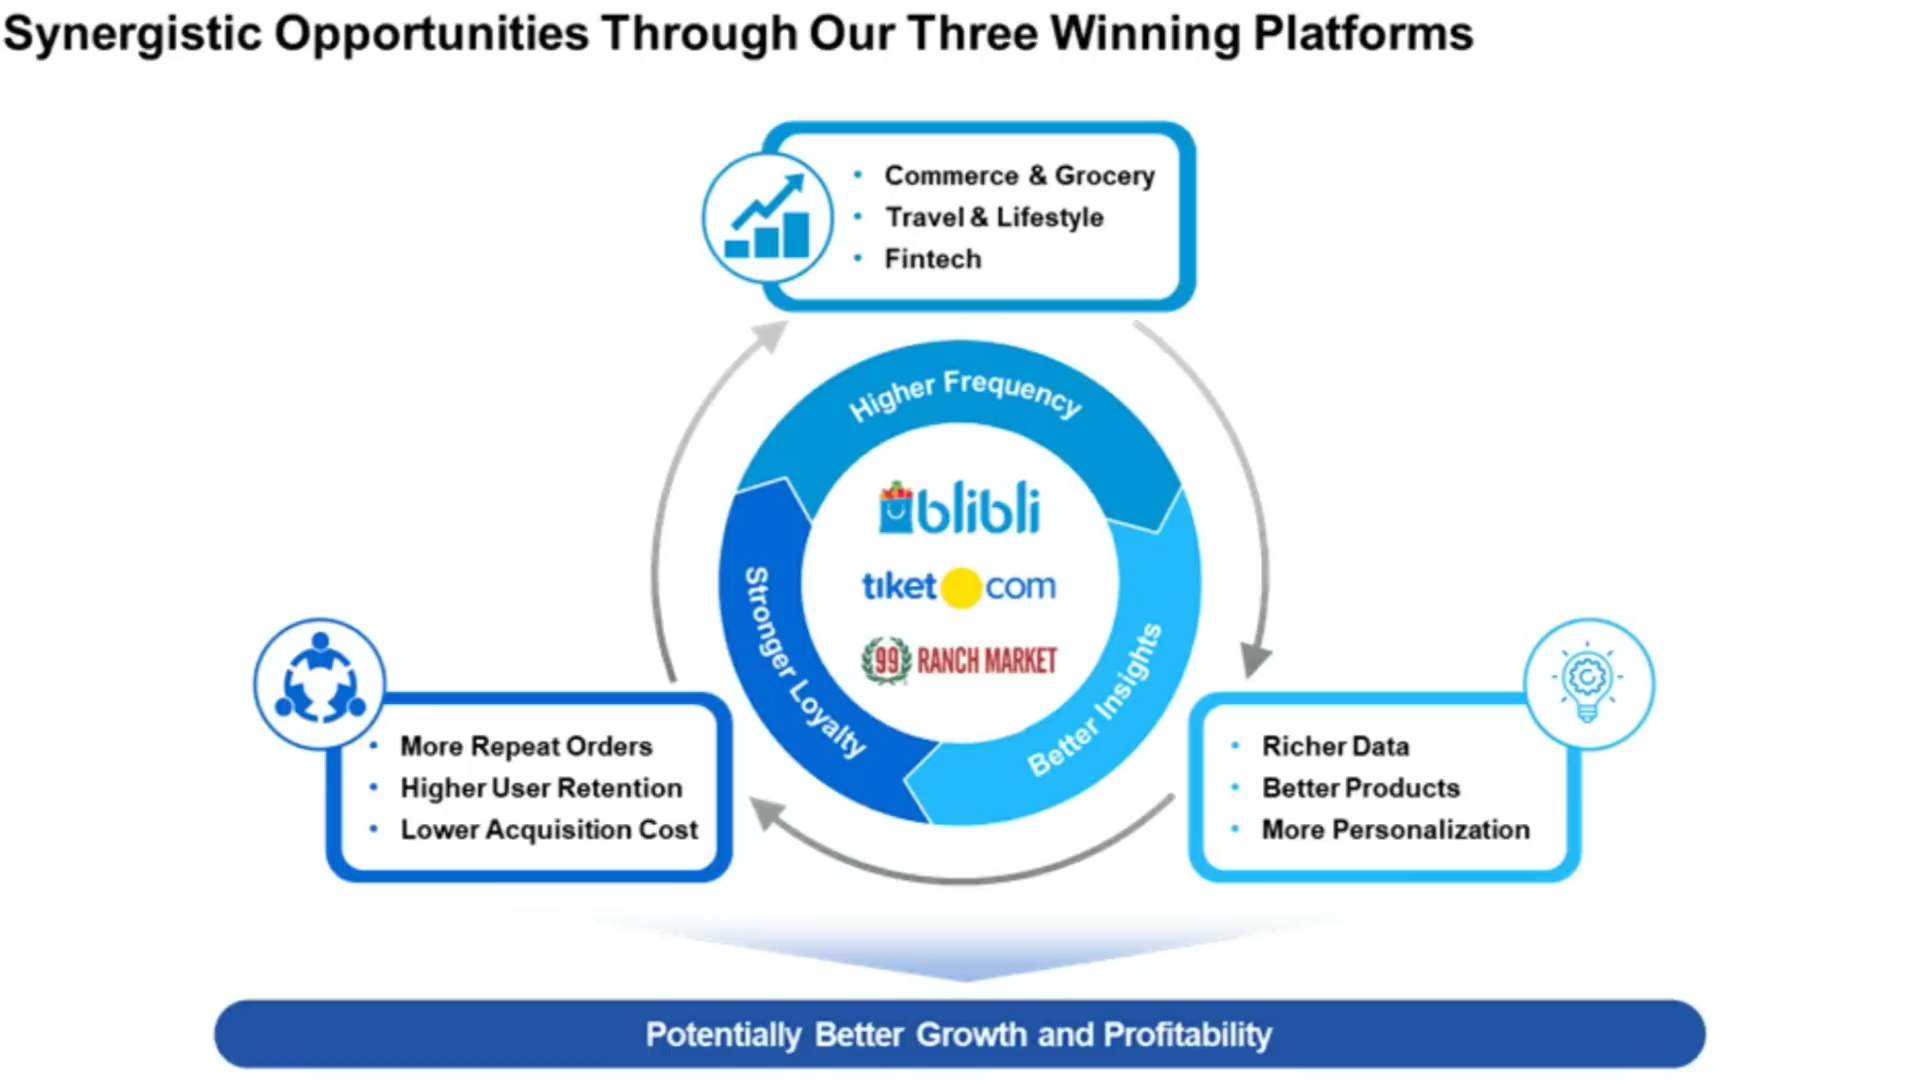 Synergistic Opportunities Through Our Three Winning Platforms
• Commerce & Grocery
• Travel & Lifestyle
• Fintech
Higher Frequency
blibli
tiket com
99 RANCH MARKET
Stronger Loyalty
Better Insights
• More Repeat Orders
• Higher User Retention
• Lower Acquisition Cost
• Richer Data
• Better Products
• More Personalization
Potentially Better Growth and Profitability